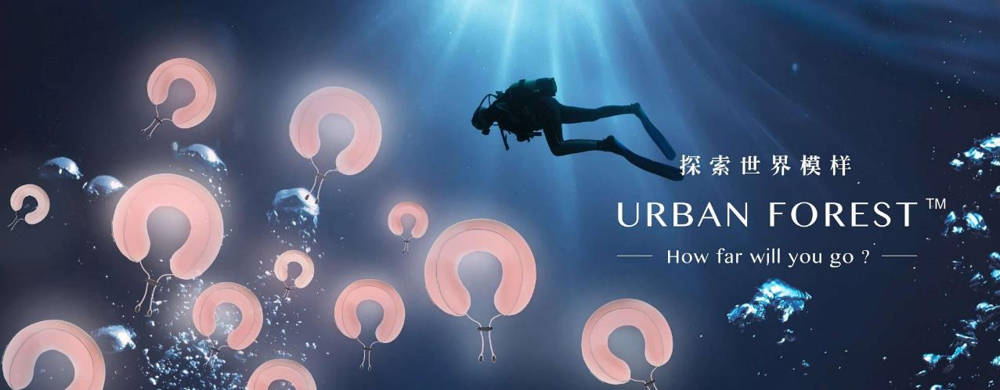 探索世界模样
URBAN FOREST™
How far will you go ?